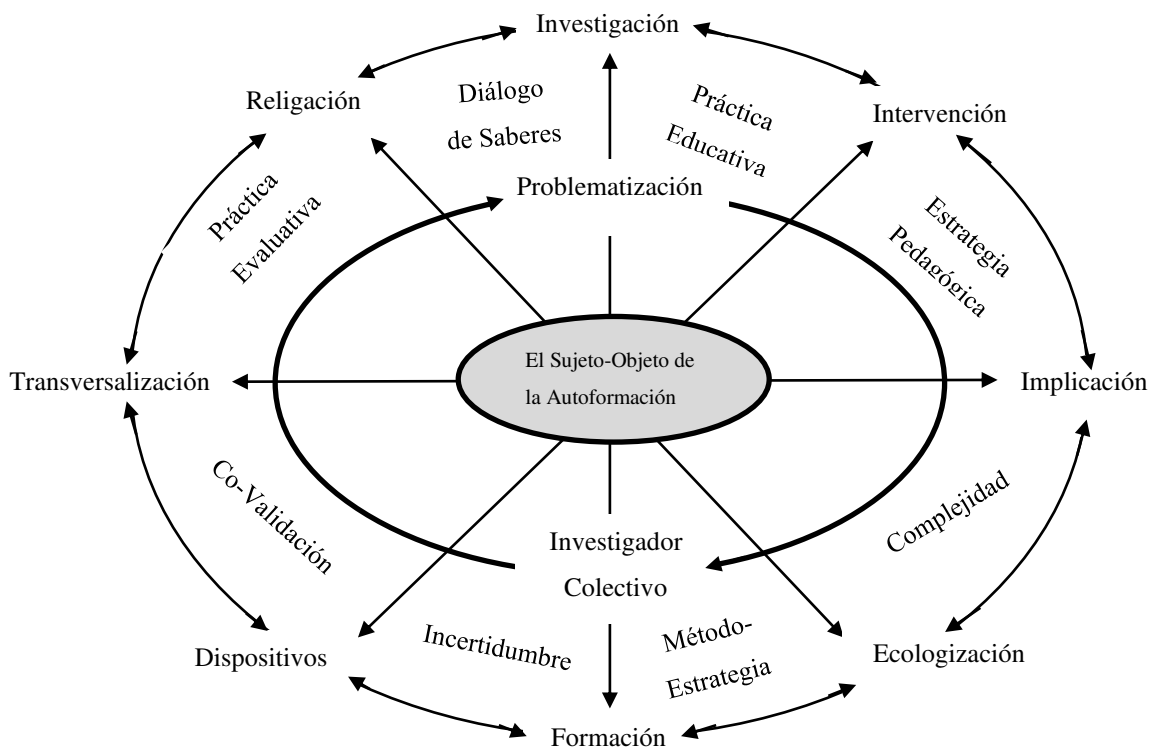 Investigación
Religación
Diálogo
de Saberes
Práctica
Educativa
Intervención
Problematización
Práctica
Evaluativa
Estrategia
Pedagógica
El Sujeto-Objeto de
la Autoformación
Transversalización
Implicación
Co-Validación
Investigador
Colectivo
Complejidad
Dispositivos
Incertidumbre
Método-
Estrategia
Ecologización
Formación